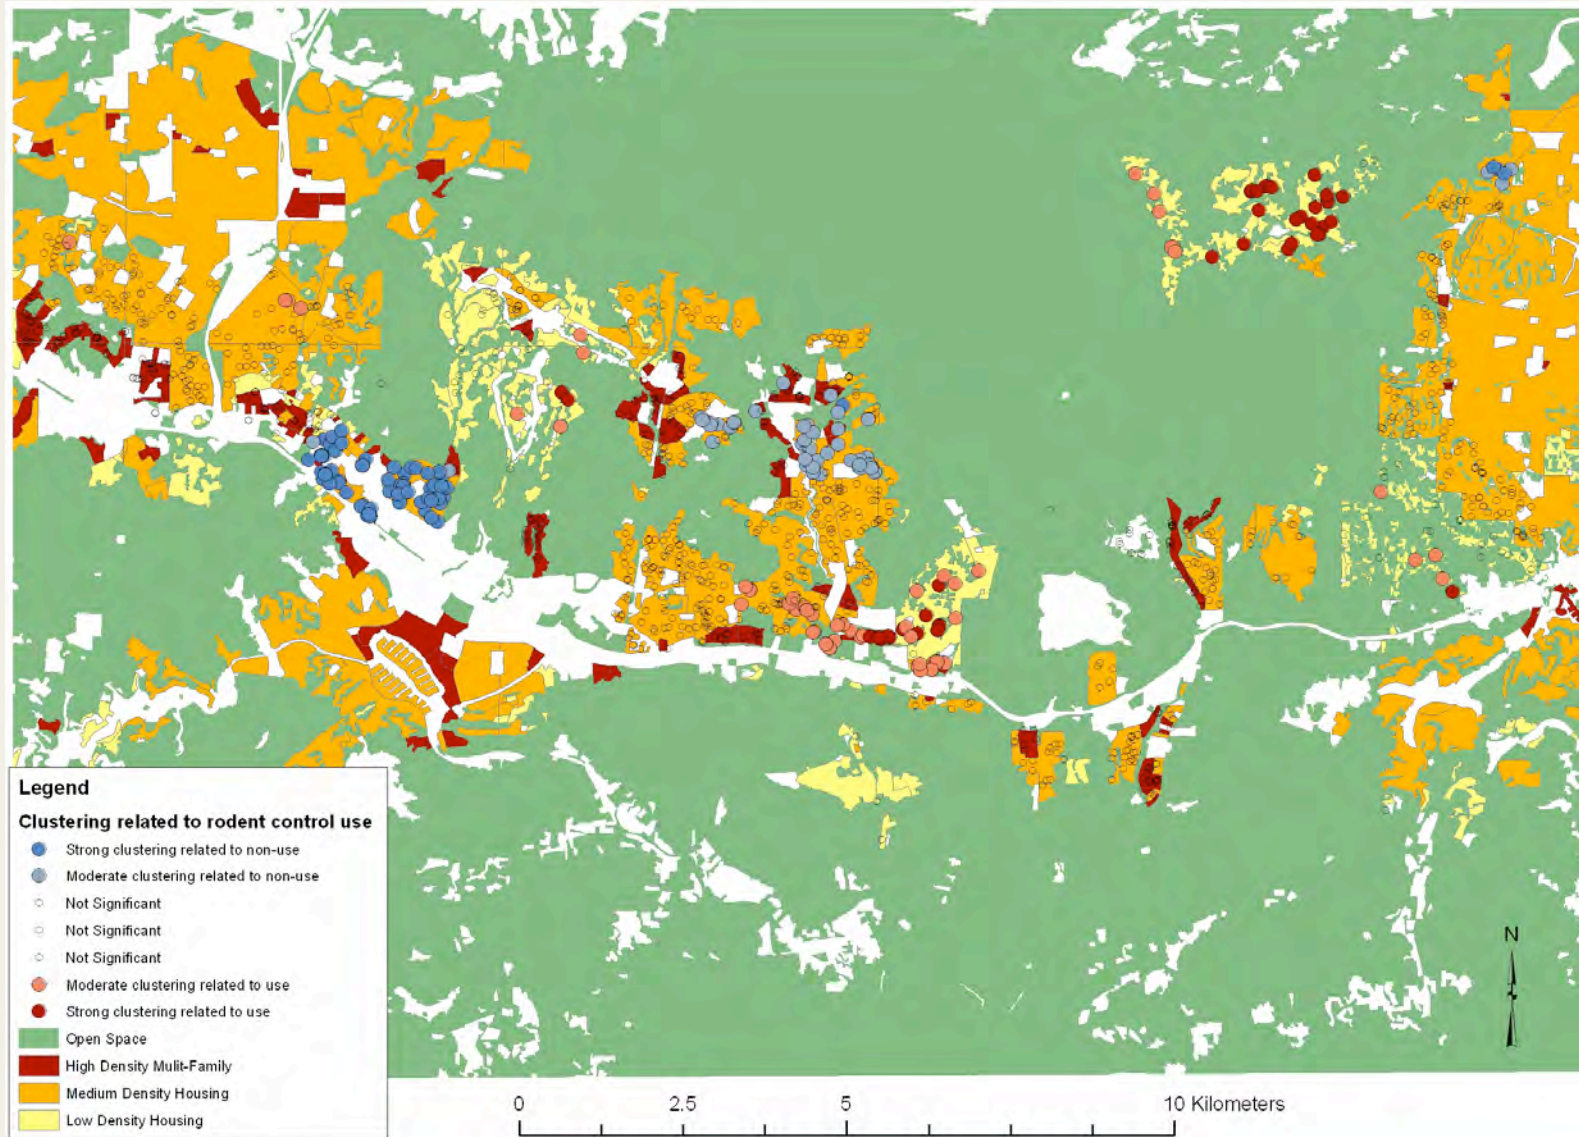 Legend
Clustering related to rodent control use
Strong clustering related to non-use
Moderate clustering related to non-use
Not Significant
Not Significant
Not Significant
Moderate clustering related to use
Strong clustering related to use
Open Space
High Density Mulit-Family
Medium Density Housing
Low Density Housing
N
0 2.5 5 10 Kilometers